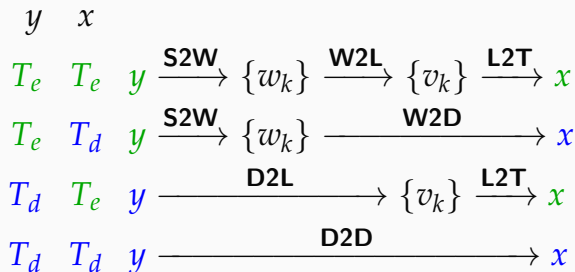 y x
T_e T_e y S2W {w_k} W2L {v_k} L2T x
T_e T_d y S2W {w_k} W2D x
T_d T_e y D2L {v_k} L2T x
T_d T_d y D2D x